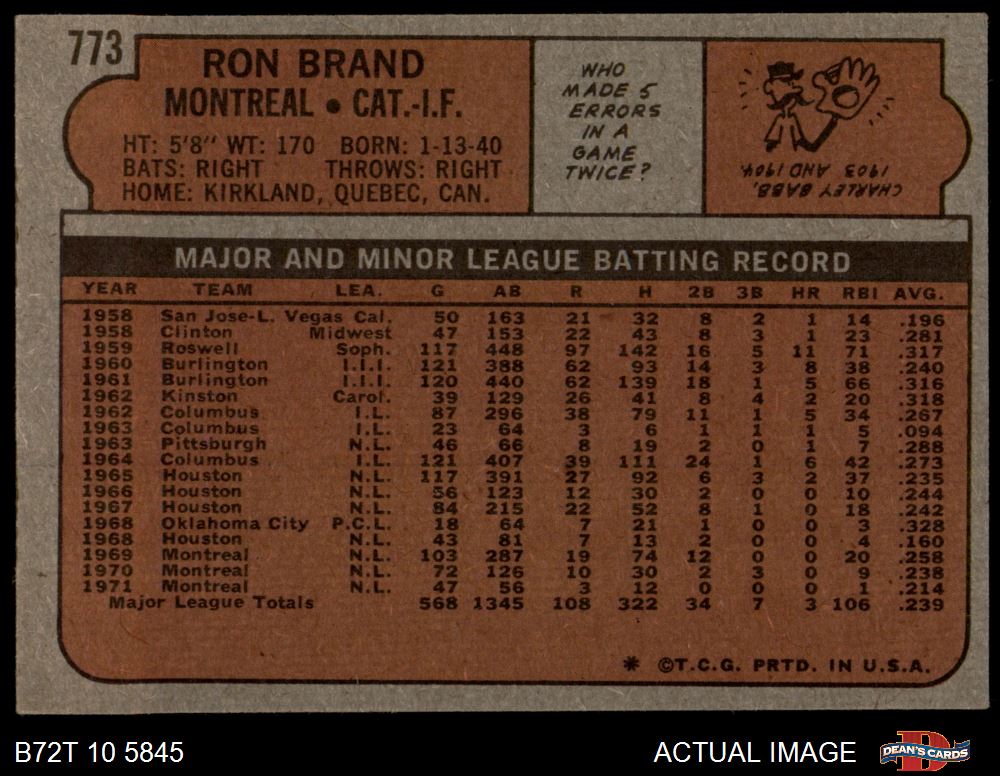 773
RON BRAND
MONTREAL • CAT.-I.F.
HT: 5'8" WT: 170 BORN: 1-13-40
BATS: RIGHT THROWS: RIGHT
HOME: KIRKLAND, QUEBEC, CAN.
WHO
MADE 5
ERRORS
IN A
GAME
TWICE?
CHARLEY BABB,
1903 AND 1904
MAJOR AND MINOR LEAGUE BATTING RECORD
YEAR TEAM LEA. G AB R H 2B 3B HR RBI AVG.
1958 San Jose-L. Vegas Cal. 50 163 21 32 8 2 1 14 .196
1958 Clinton Midwest 47 153 22 43 8 3 1 23 .281
1959 Roswell Soph. 117 448 97 142 16 5 11 71 .317
1960 Burlington I.I.I. 121 388 62 93 14 3 8 38 .240
1961 Burlington I.I.I. 120 440 62 139 18 1 5 66 .316
1962 Kinston Carol. 39 129 26 41 8 4 2 20 .318
1962 Columbus I.L. 87 296 38 79 11 1 5 34 .267
1963 Columbus I.L. 23 64 3 6 1 1 1 5 .094
1963 Pittsburgh N.L. 46 66 8 19 2 0 1 7 .288
1964 Columbus I.L. 121 407 39 111 24 1 6 42 .273
1965 Houston N.L. 117 391 27 92 6 3 2 37 .235
1966 Houston N.L. 56 123 12 30 2 0 0 10 .244
1967 Houston N.L. 84 215 22 52 8 1 0 18 .242
1968 Oklahoma City P.C.L. 18 64 7 21 1 0 0 3 .328
1968 Houston N.L. 43 81 7 13 2 0 0 4 .160
1969 Montreal N.L. 103 287 19 74 12 0 0 20 .258
1970 Montreal N.L. 72 126 10 30 2 3 0 9 .238
1971 Montreal N.L. 47 56 3 12 0 0 0 1 .214
Major League Totals 568 1345 108 322 34 7 3 106 .239
* ©T.C.G. PRTD. IN U.S.A.
B72T 10 5845 ACTUAL IMAGE
DEAN'S CARDS